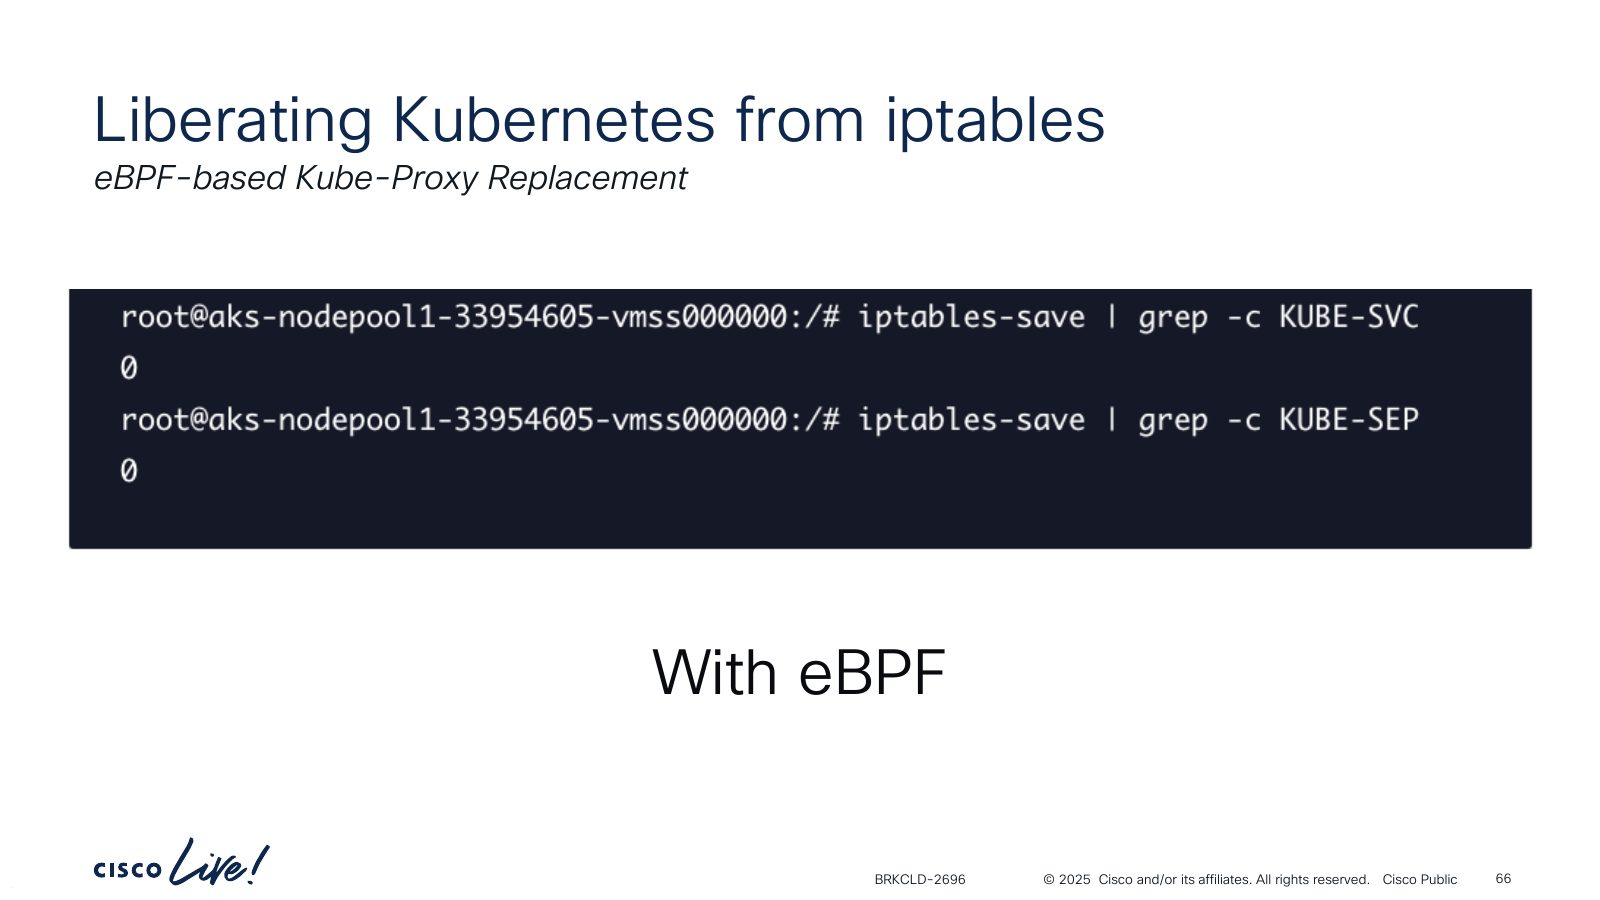 Liberating Kubernetes from iptables
eBPF-based Kube-Proxy Replacement
root@aks-nodepool1-33954605-vmss000000:/# iptables-save | grep -c KUBE-SVC
0
root@aks-nodepool1-33954605-vmss000000:/# iptables-save | grep -c KUBE-SEP
0
With eBPF
CISCO Live!
BRKCLD-2696 © 2025 Cisco and/or its affiliates. All rights reserved. Cisco Public 66